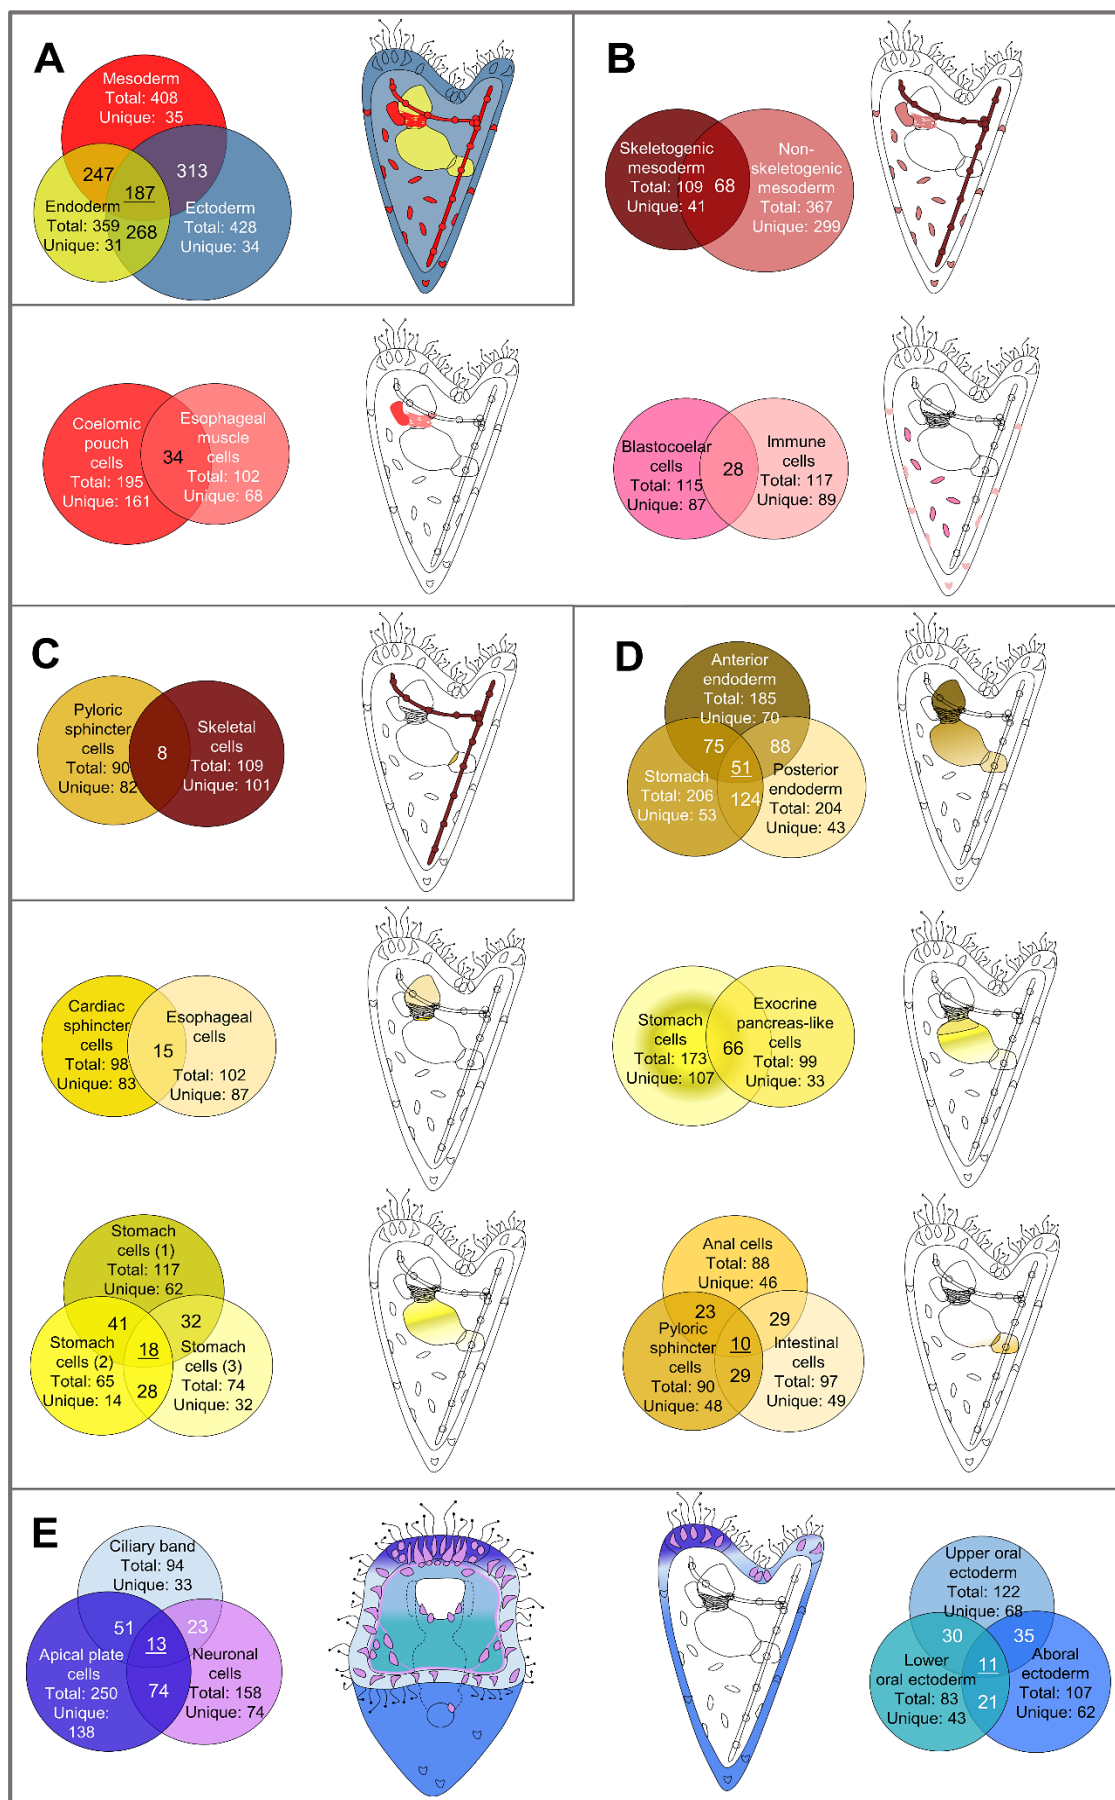 A
Mesoderm
Total: 408
Unique: 35
247
187
313
Endoderm
Total: 359
Unique: 31
268
Ectoderm
Total: 428
Unique: 34
B
Skeletogenic
mesoderm
Total: 109
Unique: 41
68
Non-
skeletogenic
mesoderm
Total: 367
Unique: 299
Coelomic
pouch
cells
Total: 195
Unique: 161
34
Esophageal
muscle
cells
Total: 102
Unique: 68
Blastocoelar
cells
Total: 115
Unique: 87
28
Immune
cells
Total: 117
Unique: 89
C
Pyloric
sphincter
cells
Total: 90
Unique: 82
8
Skeletal
cells
Total: 109
Unique: 101
D
Anterior
endoderm
Total: 185
Unique: 70
75
88
51
Stomach
Total: 206
Unique: 53
124
Posterior
endoderm
Total: 204
Unique: 43
Cardiac
sphincter
cells
Total: 98
Unique: 83
15
Esophageal
cells
Total: 102
Unique: 87
Stomach
cells
Total: 173
Unique: 107
66
Exocrine
pancreas-like
cells
Total: 99
Unique: 33
Stomach
cells (1)
Total: 117
Unique: 62
41
32
18
Stomach
cells (2)
Total: 65
Unique: 14
28
Stomach
cells (3)
Total: 74
Unique: 32
Anal cells
Total: 88
Unique: 46
23
29
10
Pyloric
sphincter
cells
Total: 90
Unique: 48
29
Intestinal
cells
Total: 97
Unique: 49
E
Ciliary band
Total: 94
Unique: 33
51
23
13
Apical plate
cells
Total: 250
Unique:
138
74
Neuronal
cells
Total: 158
Unique: 74
Upper oral
ectoderm
Total: 122
Unique: 68
30
35
11
Lower
oral ectoderm
Total: 83
Unique: 43
21
Aboral
ectoderm
Total: 107
Unique: 62